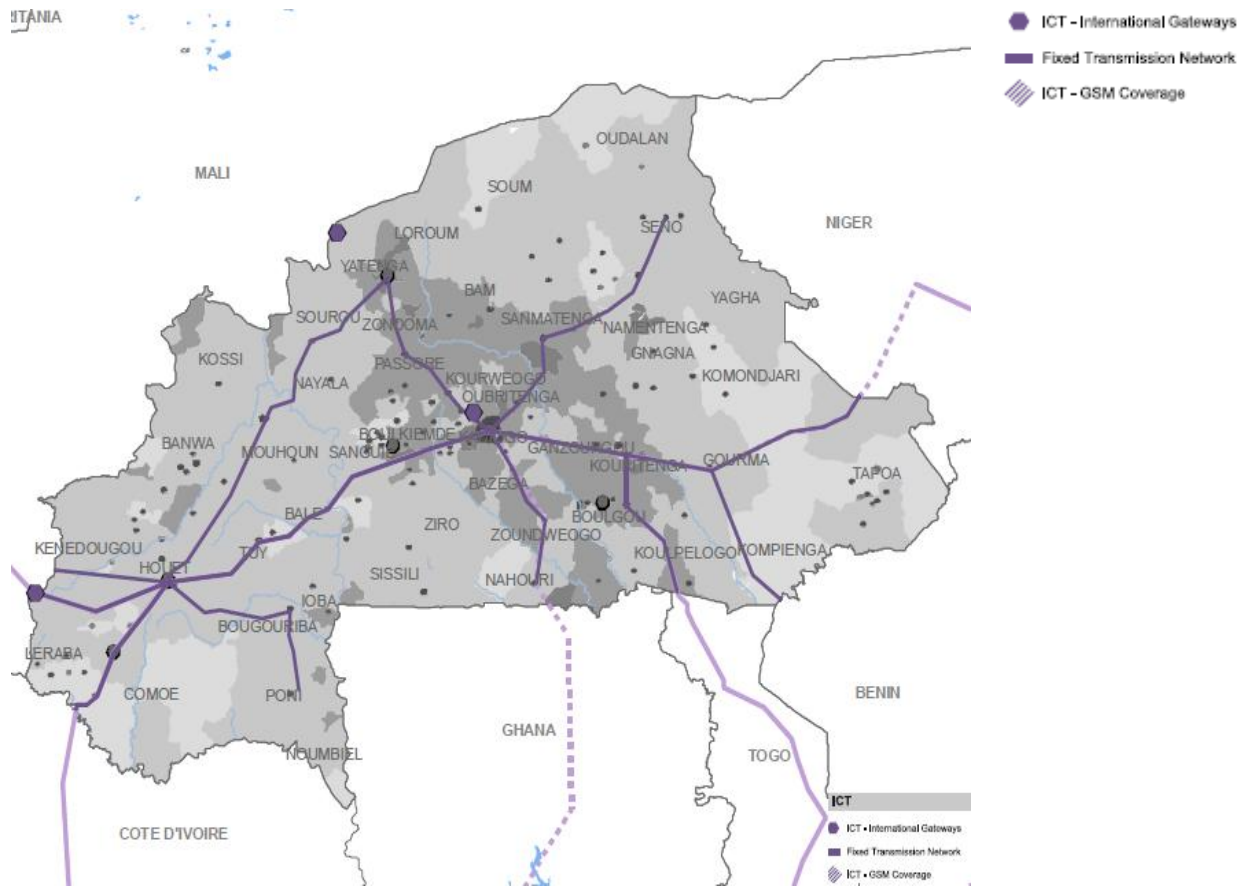 ITANIA
ICT - International Gateways
Fixed Transmission Network
ICT - GSM Coverage
OUDALAN
MALI
SOUM
NIGER
SENO
LOROUM
YATENGA
BAM
YAGHA
SOUROU
ZONDOMA
SANMATENGA
NAMENTENGA
KOSSI
PASSORE
GNAGNA
NAYALA
KOURWEOGO
KOMONDJARI
OUBRITENGA
BANWA
BOULKIEMDE
MOUHOUN
SANGUIE
GANZOURGOU
GOURMA
KOURITENGA
TAPOA
BAZEGA
BALE
BOULGOU
ZIRO
ZOUNDWEOGO
KENEDOUGOU
TUY
KOULPELOGO
KOMPIENGA
HOUET
SISSILI
NAHOURI
IOBA
BOUGOURIBA
LERABA
COMOE
PONI
BENIN
GHANA
TOGO
NOUMBIEL
COTE D'IVOIRE
ICT
ICT - International Gateways
Fixed Transmission Network
ICT - GSM Coverage